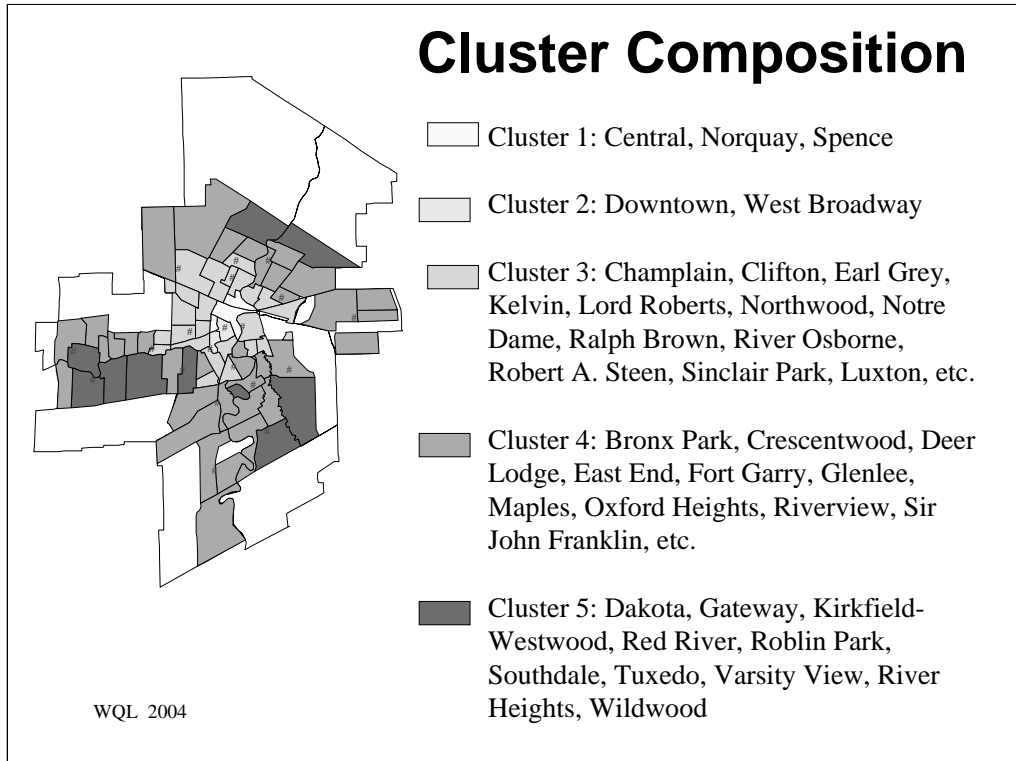 Cluster Composition
Cluster 1: Central, Norquay, Spence
Cluster 2: Downtown, West Broadway
Cluster 3: Champlain, Clifton, Earl Grey,
Kelvin, Lord Roberts, Northwood, Notre
Dame, Ralph Brown, River Osborne,
Robert A. Steen, Sinclair Park, Luxton, etc.
Cluster 4: Bronx Park, Crescentwood, Deer
Lodge, East End, Fort Garry, Glenlee,
Maples, Oxford Heights, Riverview, Sir
John Franklin, etc.
Cluster 5: Dakota, Gateway, Kirkfield-
Westwood, Red River, Roblin Park,
Southdale, Tuxedo, Varsity View, River
Heights, Wildwood
WQL 2004